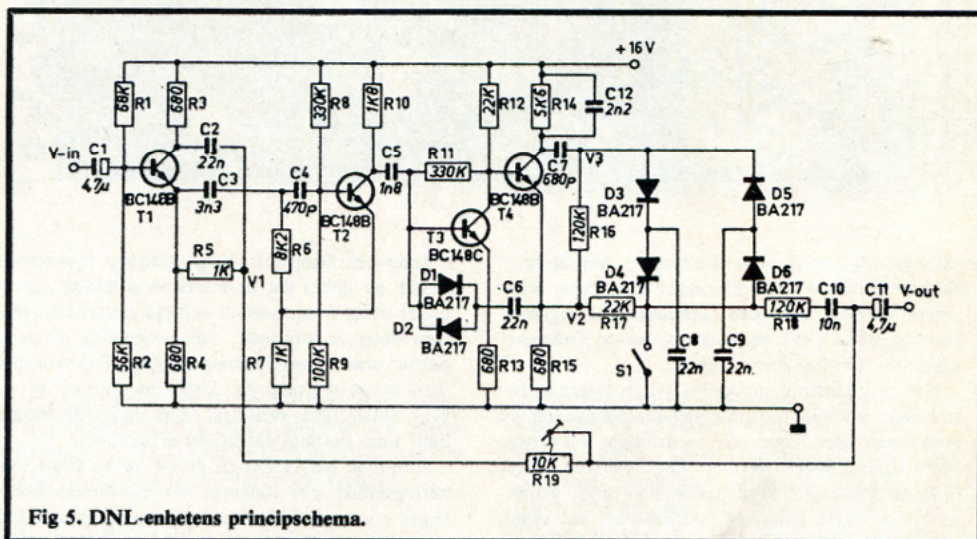 +16V
68K R1
680 R3
330K R8
1K8 R10
22K R12
5K6 R14
C12 2n2
V-in
C1 4,7µ
C2 22n
C3 3n3
C4 470p
C5 1n8
R11 330K
C7 680p
V3
BC148B T1
BC148B T2
BC148B T4
T3 BC148C
D3 BA217
D5 BA217
R5 1K
V1
8K2 R6
120K R16
D1 BA217
D2 BA217
C6 22n
V2
22K R17
D4 BA217
D6 BA217
120K R18
C10 10n
C11 4,7µ
V-out
56K R2
680 R4
R7 1K
100K R9
680 R13
680 R15
S1
C8 22n
C9 22n.
10K R19
Fig 5. DNL-enhetens principschema.